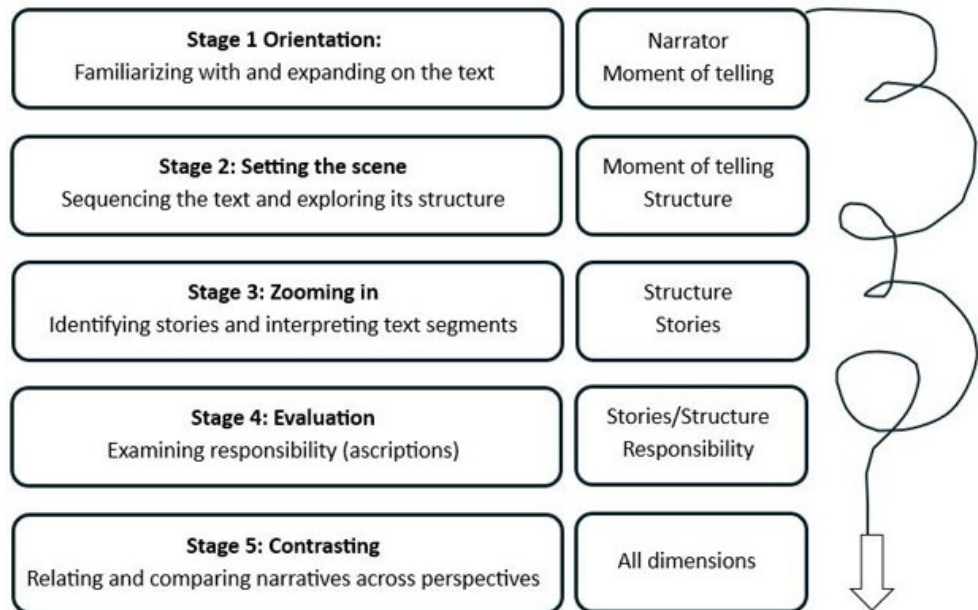 Stage 1 Orientation:
Familiarizing with and expanding on the text
Narrator
Moment of telling
Stage 2: Setting the scene
Sequencing the text and exploring its structure
Moment of telling
Structure
Stage 3: Zooming in
Identifying stories and interpreting text segments
Structure
Stories
Stage 4: Evaluation
Examining responsibility (ascriptions)
Stories/Structure
Responsibility
Stage 5: Contrasting
Relating and comparing narratives across perspectives
All dimensions